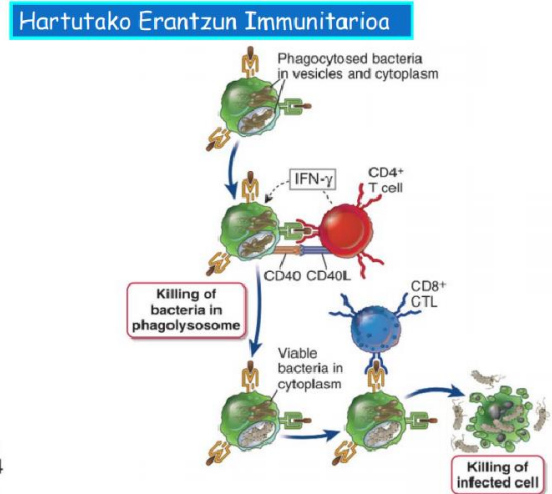 Hartutako Erantzun Immunitarioa
Phagocytosed bacteria
in vesicles and cytoplasm
IFN-γ
CD4+
T cell
CD40 CD40L
Killing of
bacteria in
phagolysosome
CD8+
CTL
Viable
bacteria in
cytoplasm
4
Killing of
infected cell